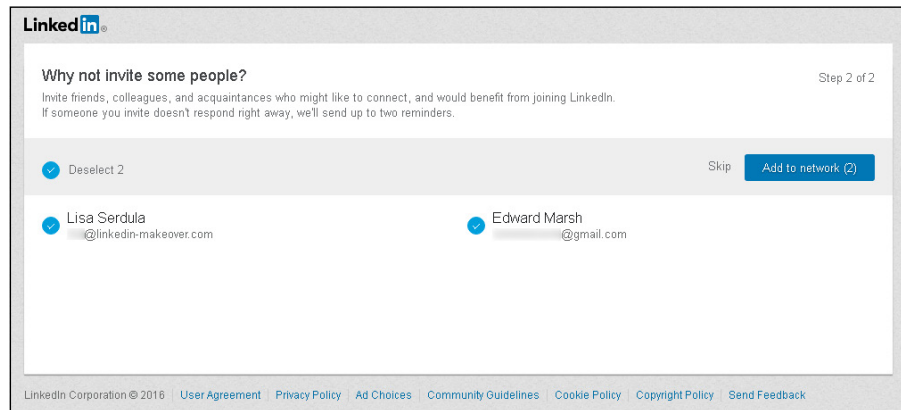 Linked in ®
Why not invite some people?
Step 2 of 2
Invite friends, colleagues, and acquaintances who might like to connect, and would benefit from joining LinkedIn.
If someone you invite doesn't respond right away, we'll send up to two reminders.
Deselect 2
Skip
Add to network (2)
Lisa Serdula
@linkedin-makeover.com
Edward Marsh
@gmail.com
LinkedIn Corporation © 2016 User Agreement Privacy Policy Ad Choices Community Guidelines Cookie Policy Copyright Policy Send Feedback